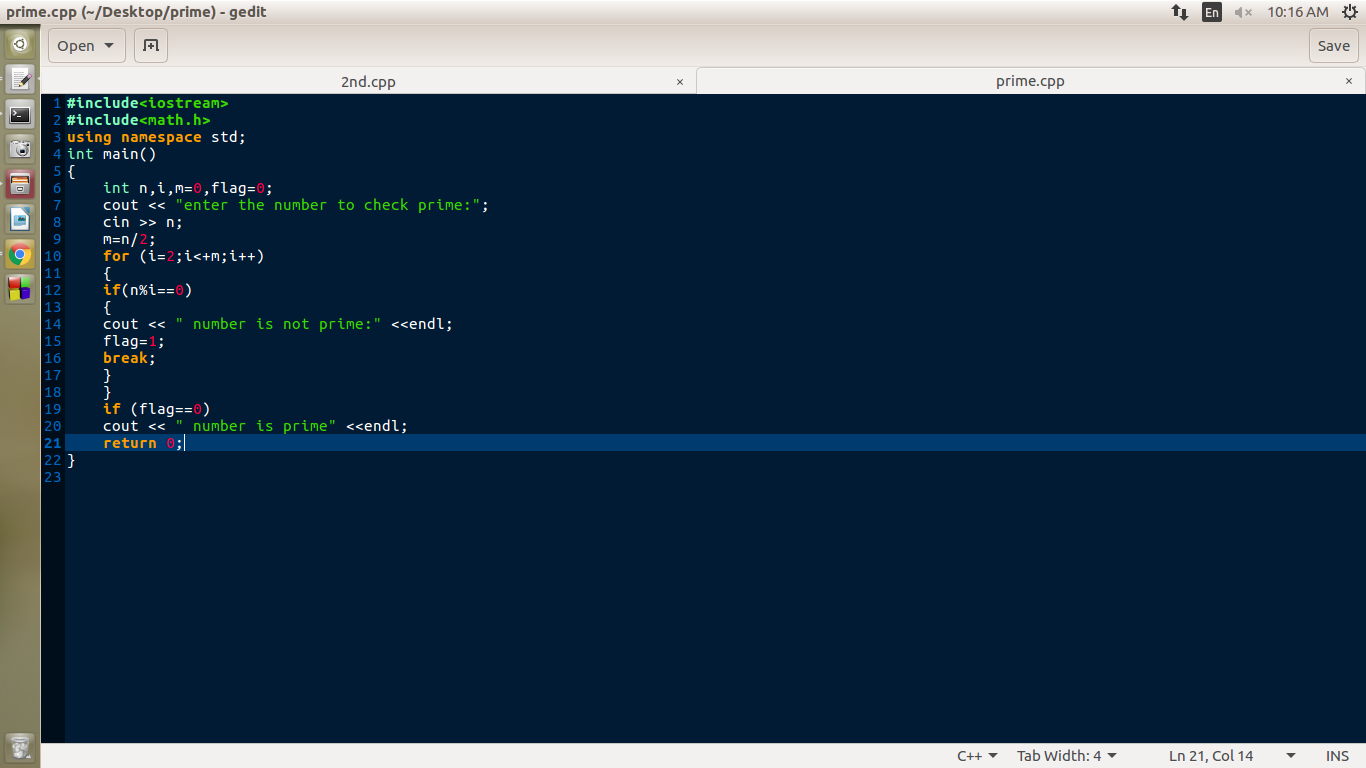 prime.cpp (~/Desktop/prime) - gedit
En
10:16 AM
Open
Save
2nd.cpp ×
prime.cpp ×
1 #include<iostream>
2 #include<math.h>
3 using namespace std;
4 int main()
5 {
6     int n,i,m=0,flag=0;
7     cout << "enter the number to check prime:";
8     cin >> n;
9     m=n/2;
10     for (i=2;i<+m;i++)
11     {
12     if(n%i==0)
13     {
14     cout << " number is not prime:" <<endl;
15     flag=1;
16     break;
17     }
18     }
19     if (flag==0)
20     cout << " number is prime" <<endl;
21     return 0;
22 }
23
C++ Tab Width: 4 Ln 21, Col 14 INS